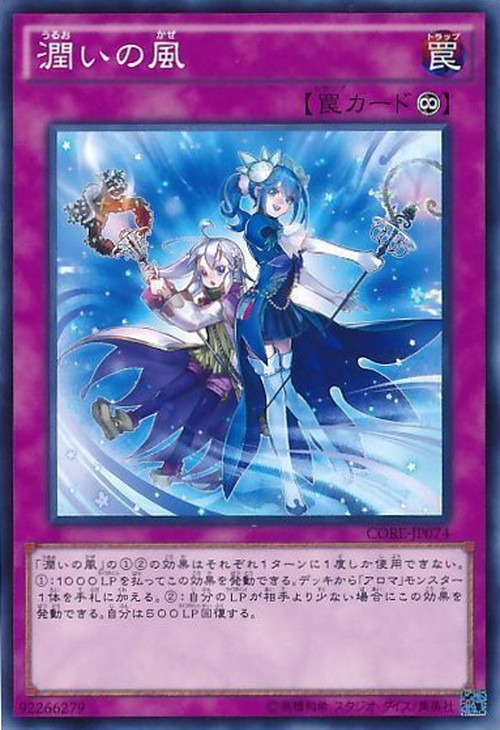 潤いの風
罠
【罠カード】
CORE-JP074
「潤いの風」の①②の効果はそれぞれ1ターンに1度しか使用できない。
①:1000LPを払ってこの効果を発動できる。デッキから「アロマ」モンスター
1体を手札に加える。②:自分のLPが相手より少ない場合にこの効果を
発動できる。自分は500LP回復する。
92266279
©高橋和希 スタジオ・ダイス/集英社